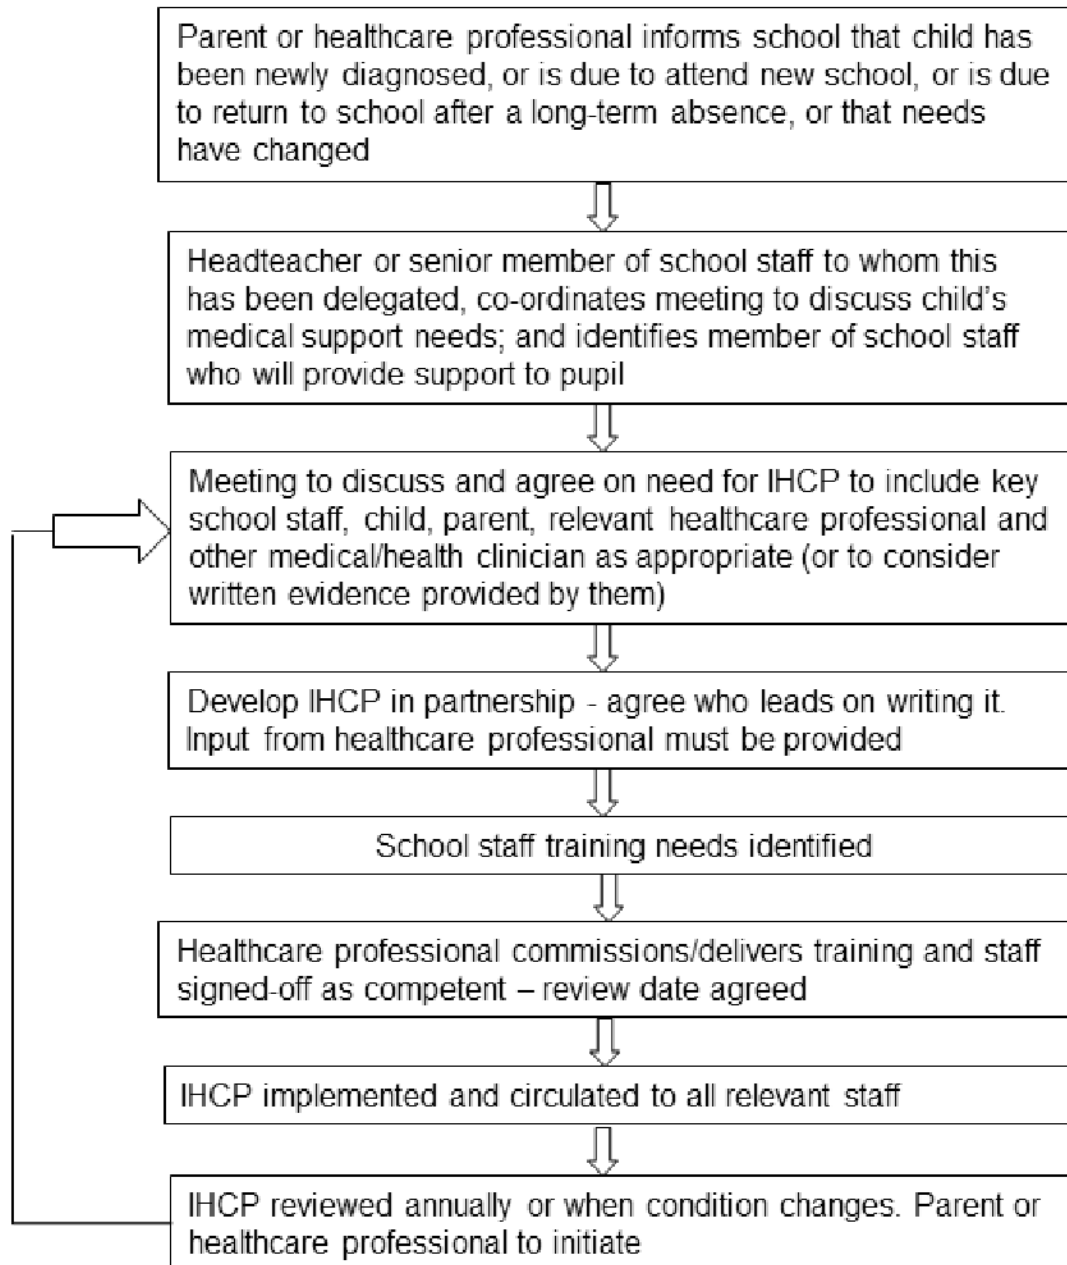 Parent or healthcare professional informs school that child has
been newly diagnosed, or is due to attend new school, or is due
to return to school after a long-term absence, or that needs
have changed
Headteacher or senior member of school staff to whom this
has been delegated, co-ordinates meeting to discuss child's
medical support needs; and identifies member of school staff
who will provide support to pupil
Meeting to discuss and agree on need for IHCP to include key
school staff, child, parent, relevant healthcare professional and
other medical/health clinician as appropriate (or to consider
written evidence provided by them)
Develop IHCP in partnership - agree who leads on writing it.
Input from healthcare professional must be provided
School staff training needs identified
Healthcare professional commissions/delivers training and staff
signed-off as competent – review date agreed
IHCP implemented and circulated to all relevant staff
IHCP reviewed annually or when condition changes. Parent or
healthcare professional to initiate